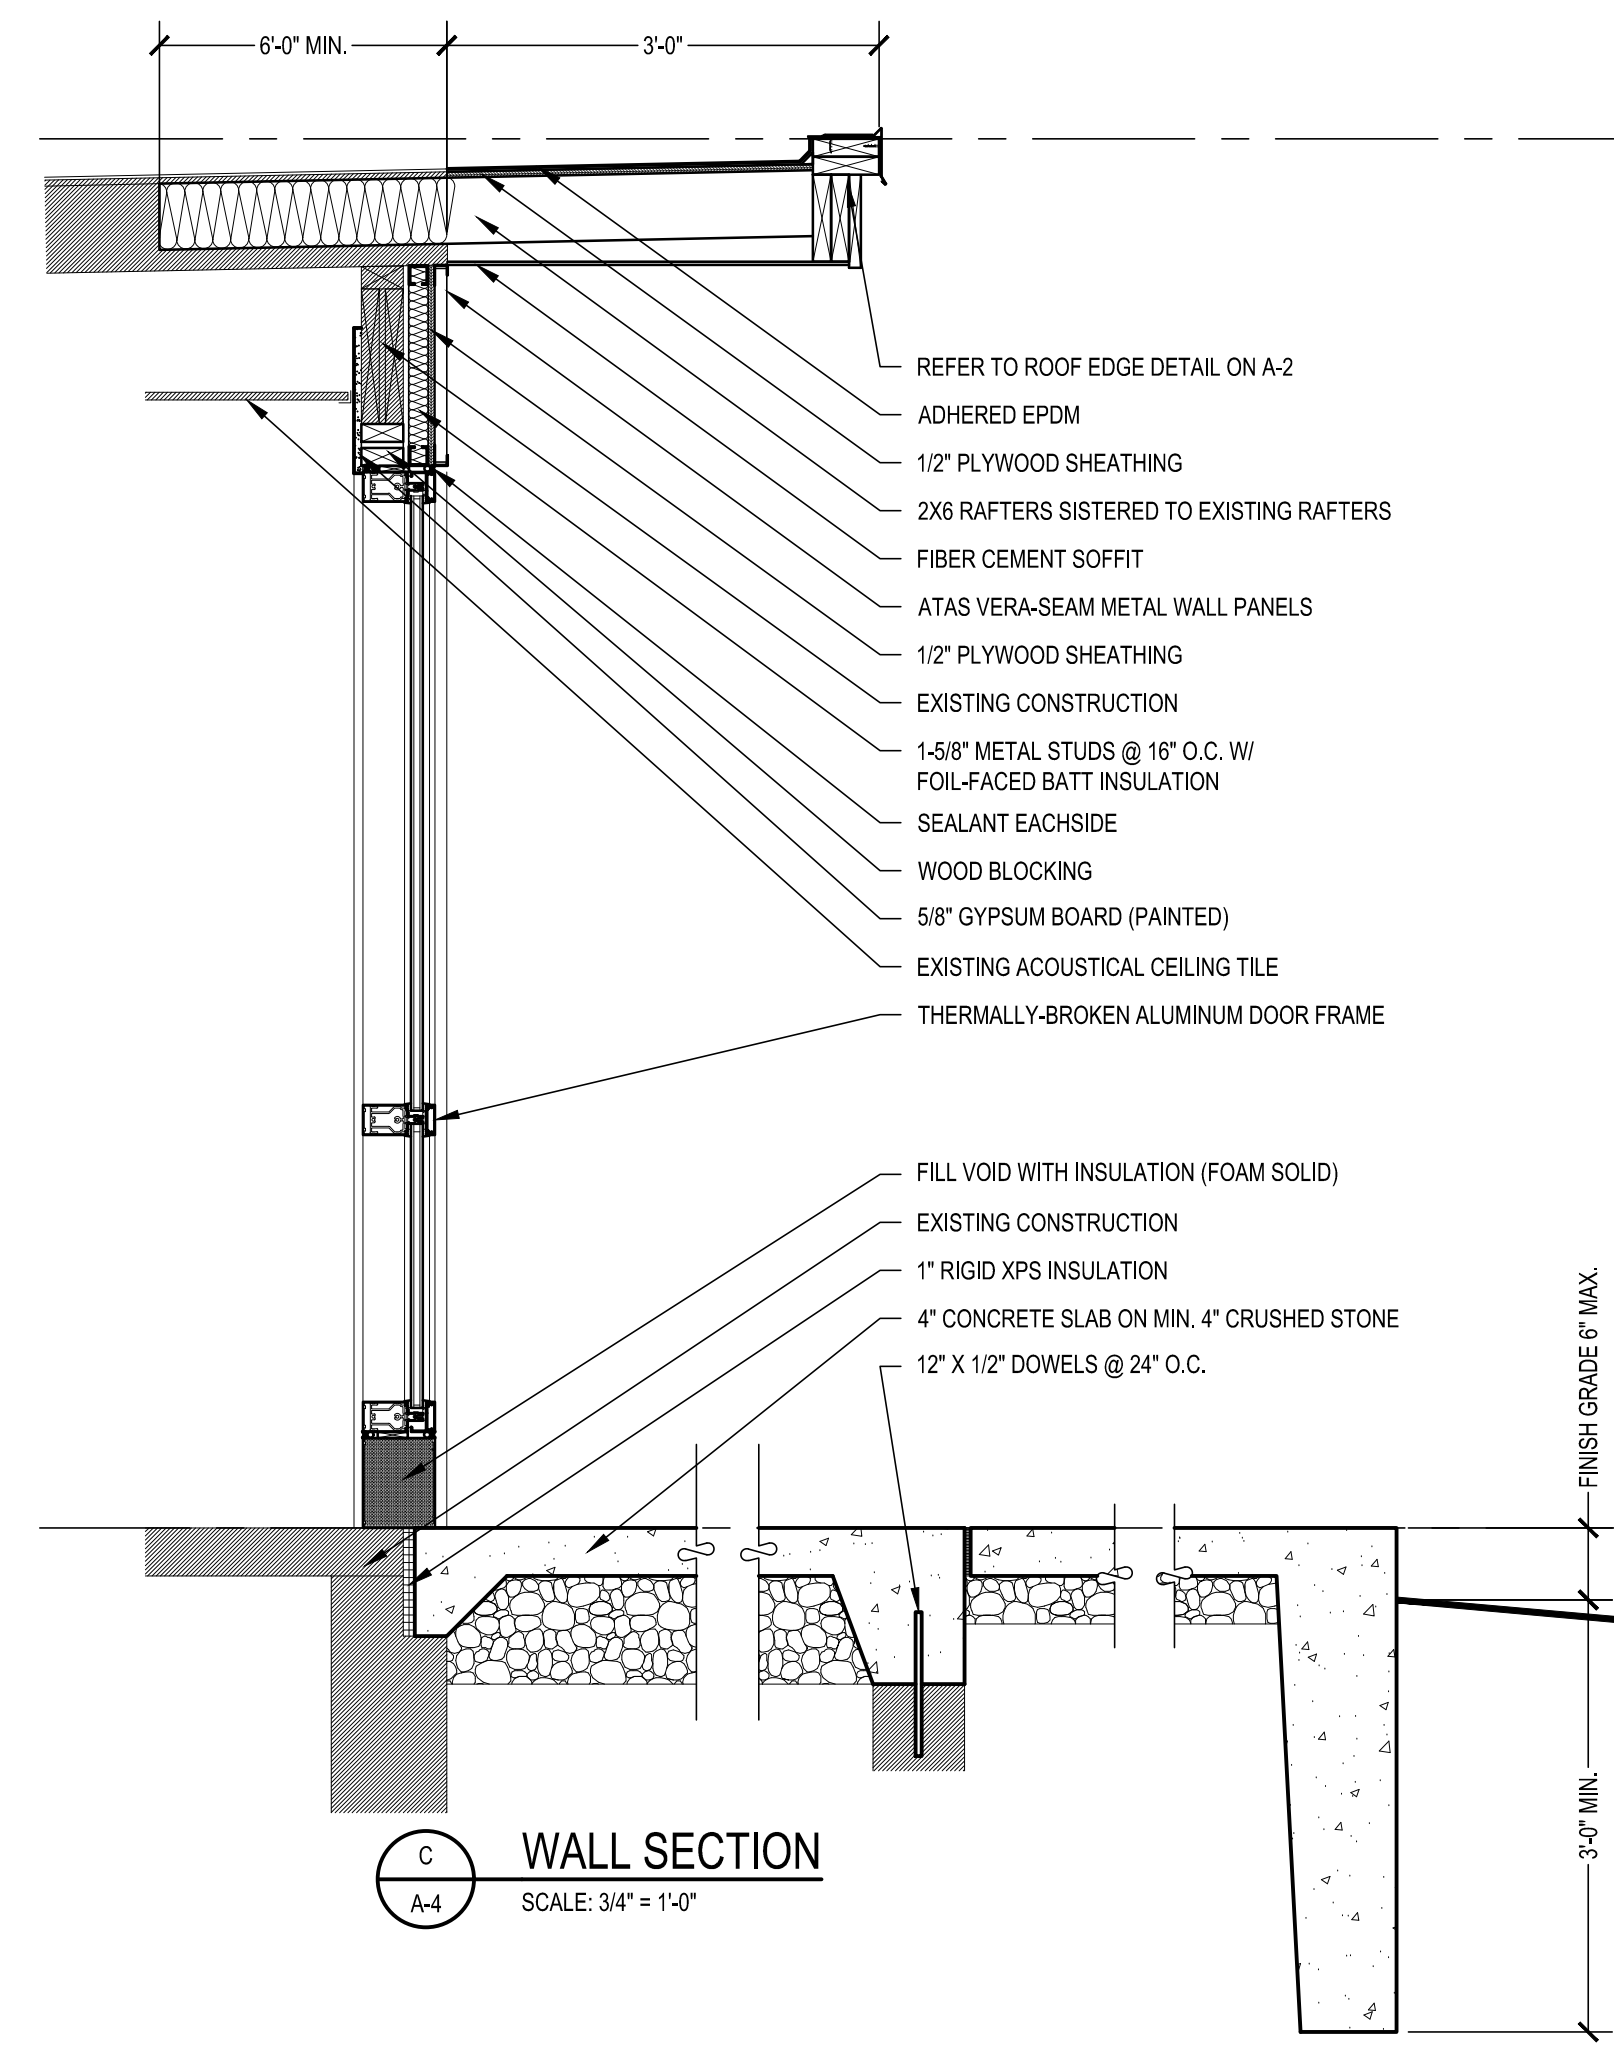 6'-0" MIN.
3'-0"
REFER TO ROOF EDGE DETAIL ON A-2
ADHERED EPDM
1/2" PLYWOOD SHEATHING
2X6 RAFTERS SISTERED TO EXISTING RAFTERS
FIBER CEMENT SOFFIT
ATAS VERA-SEAM METAL WALL PANELS
1/2" PLYWOOD SHEATHING
EXISTING CONSTRUCTION
1-5/8" METAL STUDS @ 16" O.C. W/
FOIL-FACED BATT INSULATION
SEALANT EACHSIDE
WOOD BLOCKING
5/8" GYPSUM BOARD (PAINTED)
EXISTING ACOUSTICAL CEILING TILE
THERMALLY-BROKEN ALUMINUM DOOR FRAME
FILL VOID WITH INSULATION (FOAM SOLID)
EXISTING CONSTRUCTION
1" RIGID XPS INSULATION
4" CONCRETE SLAB ON MIN. 4" CRUSHED STONE
12" X 1/2" DOWELS @ 24" O.C.
FINISH GRADE 6" MAX.
3'-0" MIN.
C
A-4
WALL SECTION
SCALE: 3/4" = 1'-0"